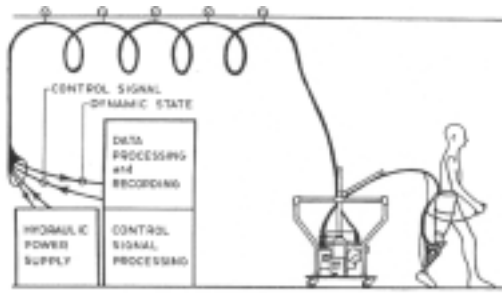 CONTROL SIGNAL
DYNAMIC STATE
DATA
PROCESSING
and
RECORDING
HYDRAULIC
POWER
SUPPLY
CONTROL
SIGNAL
PROCESSING